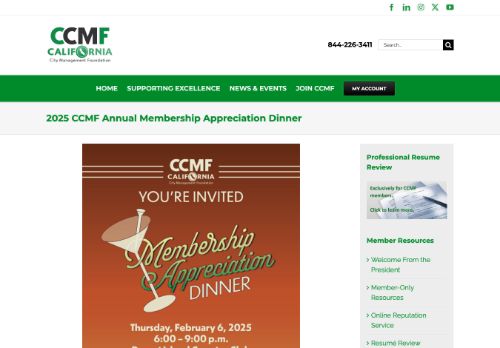 CCMF
CALIFORNIA
City Management Foundation
844-226-3411
Search...
HOME SUPPORTING EXCELLENCE NEWS & EVENTS JOIN CCMF MY ACCOUNT
2025 CCMF Annual Membership Appreciation Dinner
CCMF
CALIFORNIA
City Management Foundation
YOU'RE INVITED
Membership
Appreciation
DINNER
Thursday, February 6, 2025
6:00 - 9:00 p.m.
Professional Resume
Review
Exclusively for CCMF
members.
Click to learn more.
Member Resources
Welcome From the
President
Member-Only
Resources
Online Reputation
Service
Resume Review